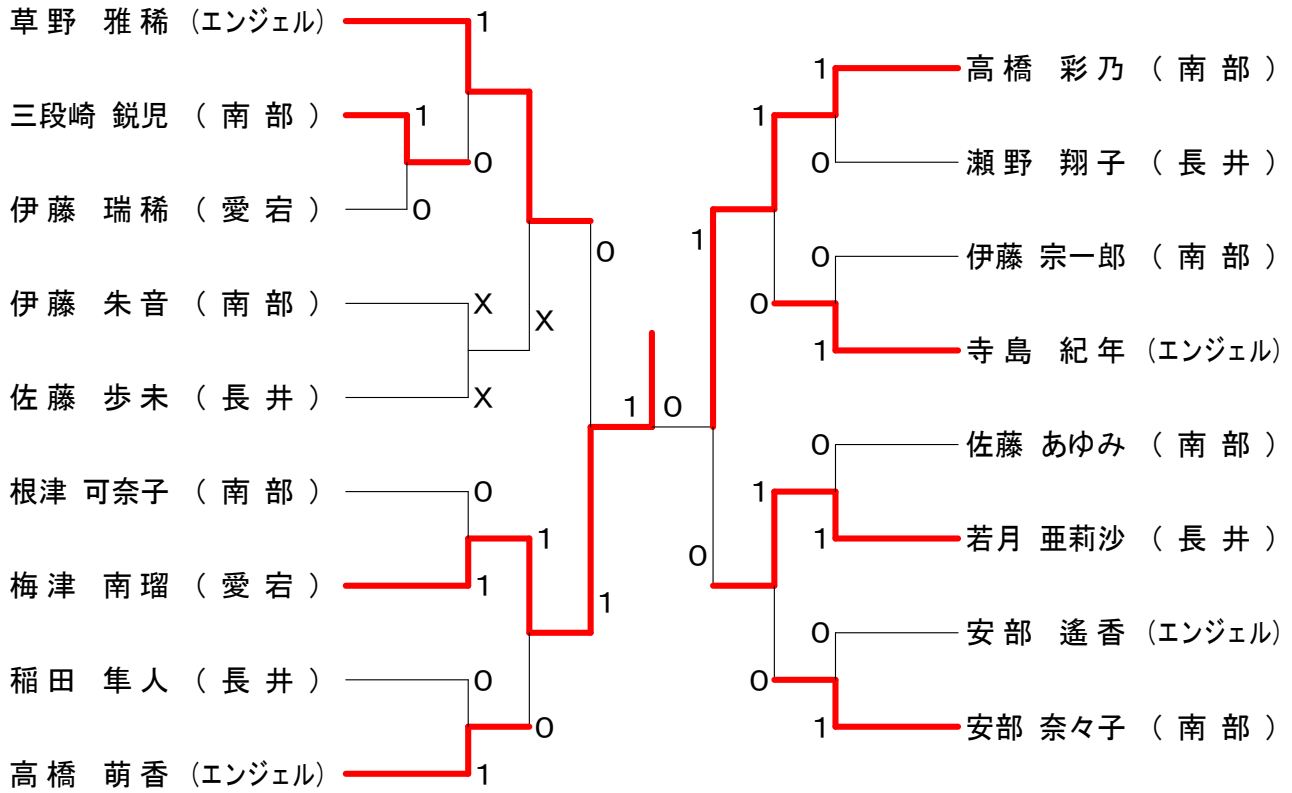 草野 雅稀 (エンジェル)
1
三段崎 鋭児 ( 南 部 )
1
0
伊藤 瑞稀 ( 愛 宕 )
0
0
伊藤 朱音 ( 南 部 )
X
X
佐藤 歩未 ( 長 井 )
X
根津 可奈子 ( 南 部 )
0
1
梅津 南瑠 ( 愛 宕 )
1
1
稲田 隼人 ( 長 井 )
0
0
高橋 萌香 (エンジェル)
1
1 0
1
高橋 彩乃 ( 南 部 )
1
0
瀬野 翔子 ( 長 井 )
1
0
伊藤 宗一郎 ( 南 部 )
0
1
寺島 紀年 (エンジェル)
0
佐藤 あゆみ ( 南 部 )
1
1
若月 亜莉沙 ( 長 井 )
0
0
安部 遙香 (エンジェル)
0
1
安部 奈々子 ( 南 部 )